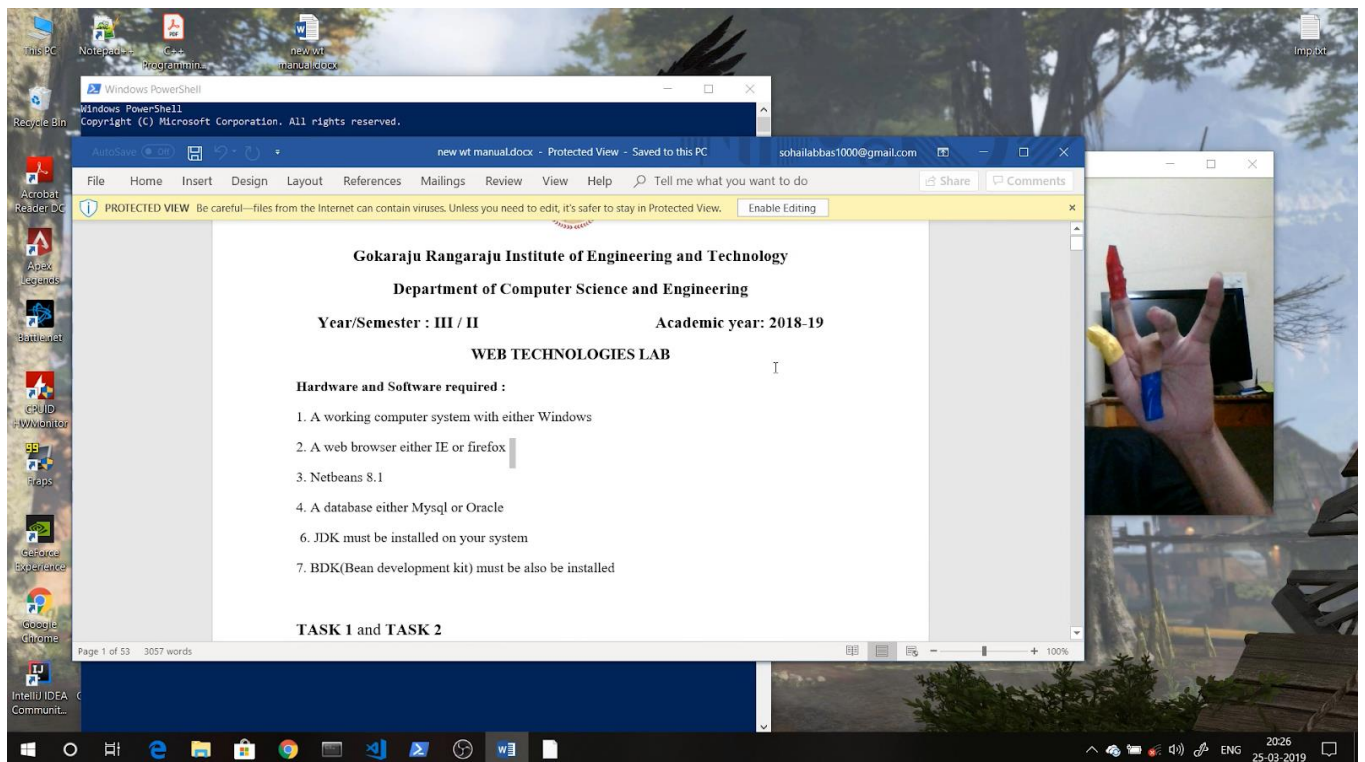 This PC
Notepad++
C++ Programmin...
new wt manual.docx
Imp.txt
Recycle Bin
Acrobat Reader DC
Apex Legends
Battle.net
CPUID HWMonitor
99
Fraps
GeForce Experience
Google Chrome
IntelliJ IDEA Communit...
Windows PowerShell
Windows PowerShell
Copyright (C) Microsoft Corporation. All rights reserved.
AutoSave Off new wt manual.docx - Protected View - Saved to this PC sohailabbas1000@gmail.com
File Home Insert Design Layout References Mailings Review View Help Tell me what you want to do Share Comments
PROTECTED VIEW Be careful—files from the Internet can contain viruses. Unless you need to edit, it's safer to stay in Protected View. Enable Editing
Gokaraju Rangaraju Institute of Engineering and Technology
Department of Computer Science and Engineering
Year/Semester : III / II Academic year: 2018-19
WEB TECHNOLOGIES LAB
Hardware and Software required :
1. A working computer system with either Windows
2. A web browser either IE or firefox
3. Netbeans 8.1
4. A database either Mysql or Oracle
6. JDK must be installed on your system
7. BDK(Bean development kit) must be also be installed
TASK 1 and TASK 2
Page 1 of 53 3057 words 100%
ENG 20:26
25-03-2019